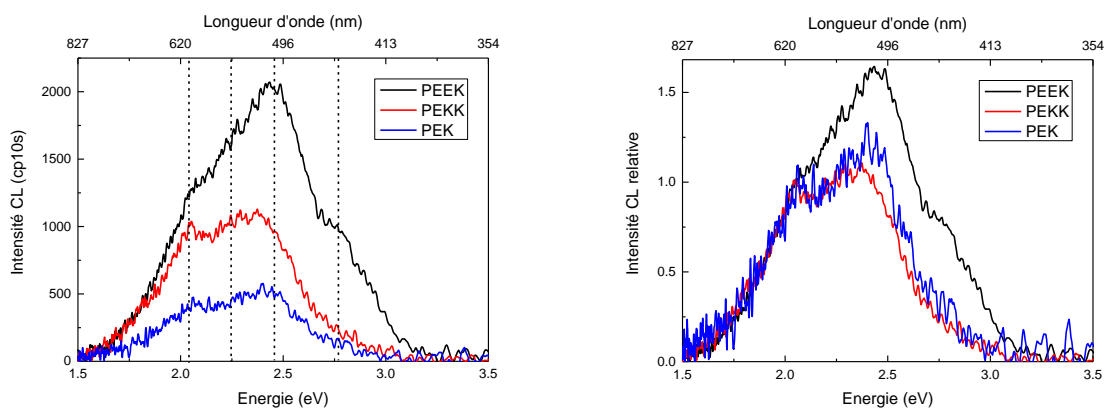 Longueur d'onde (nm)
827 620 496 413 354
2000
1500
1000
500
0
Intensité CL (cp10s)
PEEK
PEKK
PEK
1.5 2.0 2.5 3.0 3.5
Energie (eV)
Longueur d'onde (nm)
827 620 496 413 354
1.5
1.0
0.5
0.0
Intensité CL relative
PEEK
PEKK
PEK
1.5 2.0 2.5 3.0 3.5
Energie (eV)